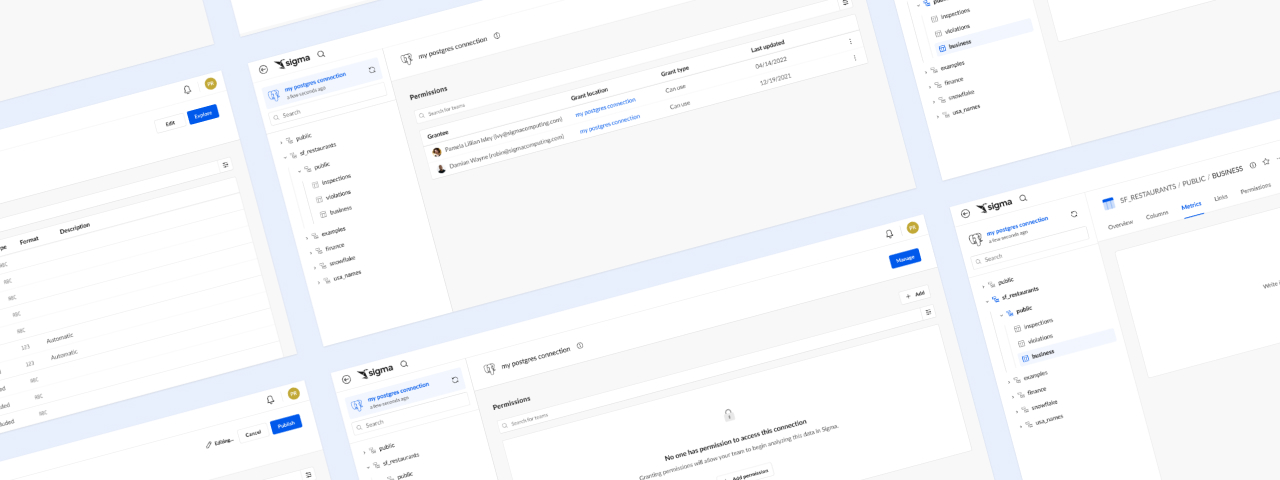 PR
Edit
Explore
Type Format Description
ABC
ABC
ABC
ABC
ABC
123 Automatic
123 Automatic
ABC
ABC
ABC
PR
Editing...
Cancel
Publish
sigma
my postgres connection
a few seconds ago
Search
public
sf_restaurants
public
inspections
violations
business
examples
finance
snowflake
usa_names
my postgres connection
Permissions
Search for teams
Grantee Grant location Grant type Last updated
Pamela Lillian Isley (ivy@sigmacomputing.com) my postgres connection Can use 04/14/2022
Damian Wayne (robin@sigmacomputing.com) my postgres connection Can use 12/19/2021
PR
Manage
Add
sigma
my postgres connection
a few seconds ago
Search
public
sf_restaurants
public
my postgres connection
Permissions
Search for teams
No one has permission to access this connection
Granting permissions will allow your team to begin analyzing this data in Sigma.
Add permission
inspections
violations
business
examples
finance
snowflake
usa_names
sigma
my postgres connection
a few seconds ago
Search
public
sf_restaurants
public
inspections
violations
business
examples
finance
snowflake
usa_names
SF_RESTAURANTS / PUBLIC / BUSINESS
Overview Columns Metrics Links Permissions
Write